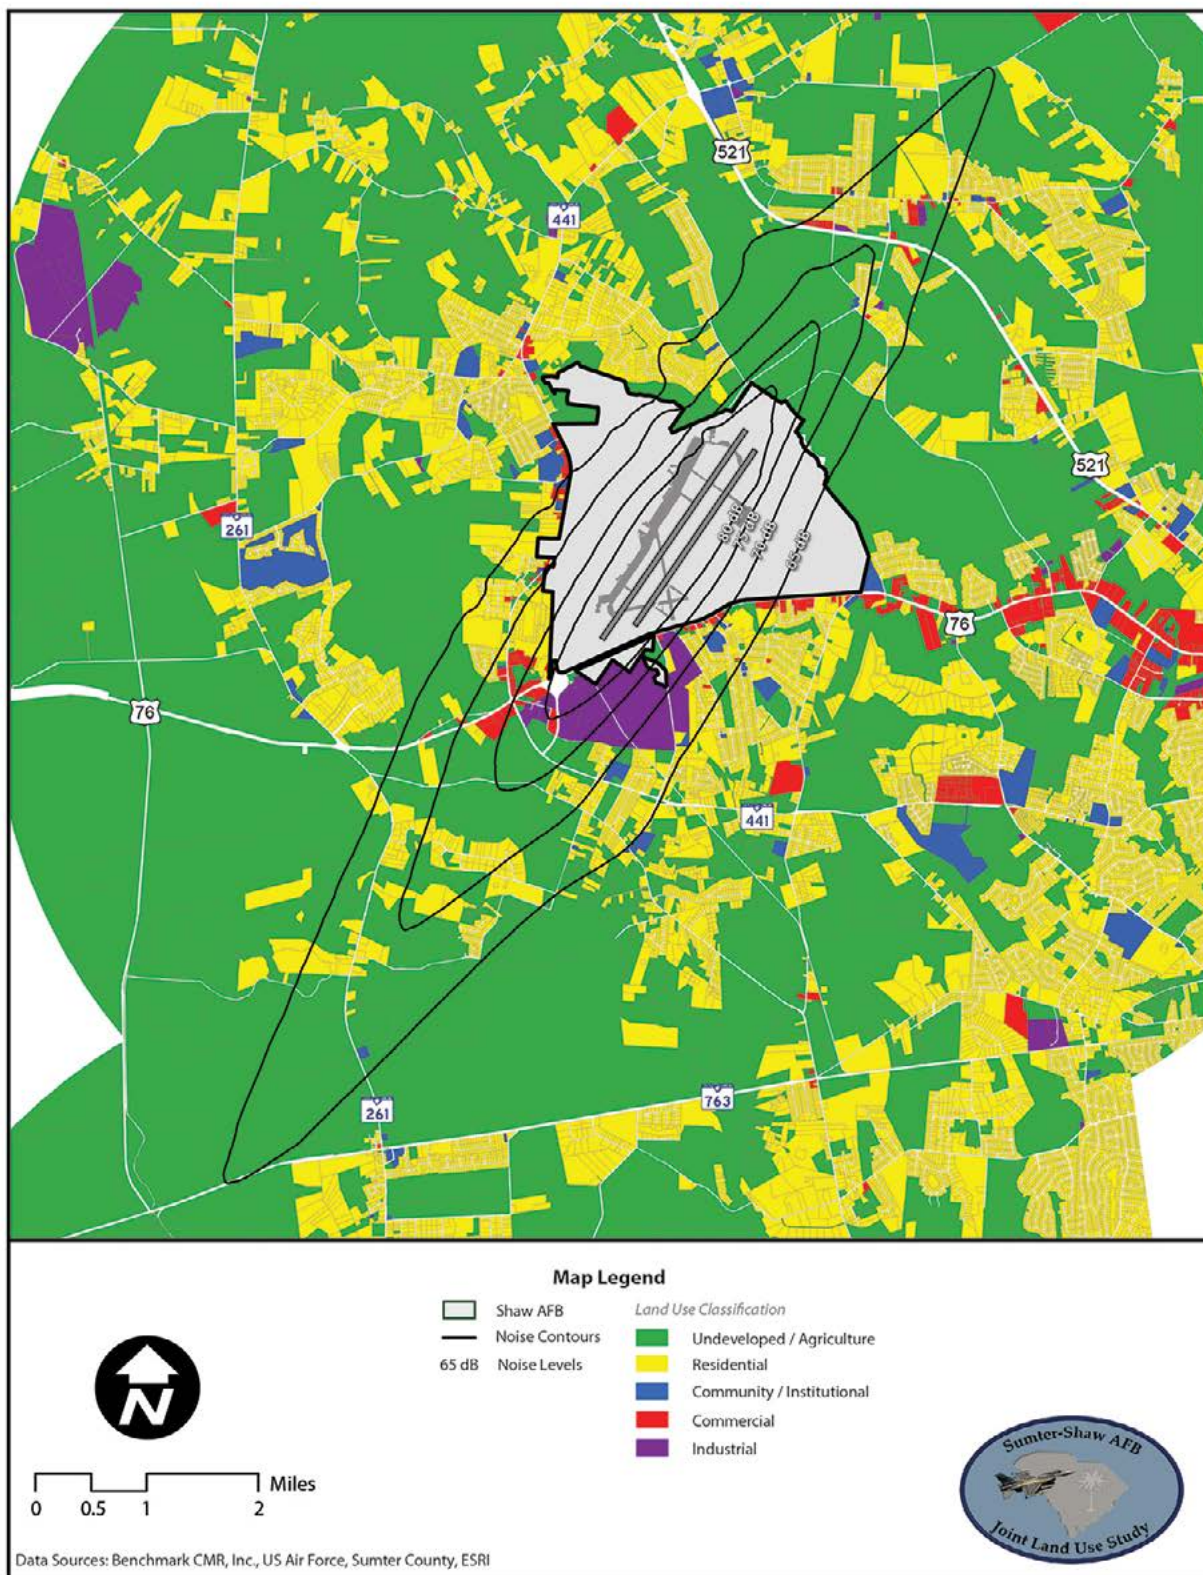 521
441
521
261
80 dB
75 dB
70 dB
65 dB
76
76
441
261
763
Map Legend
Shaw AFB
Noise Contours
65 dB Noise Levels
Land Use Classification
Undeveloped / Agriculture
Residential
Community / Institutional
Commercial
Industrial
N
0 0.5 1 2 Miles
Sumter-Shaw AFB
Joint Land Use Study
Data Sources: Benchmark CMR, Inc., US Air Force, Sumter County, ESRI